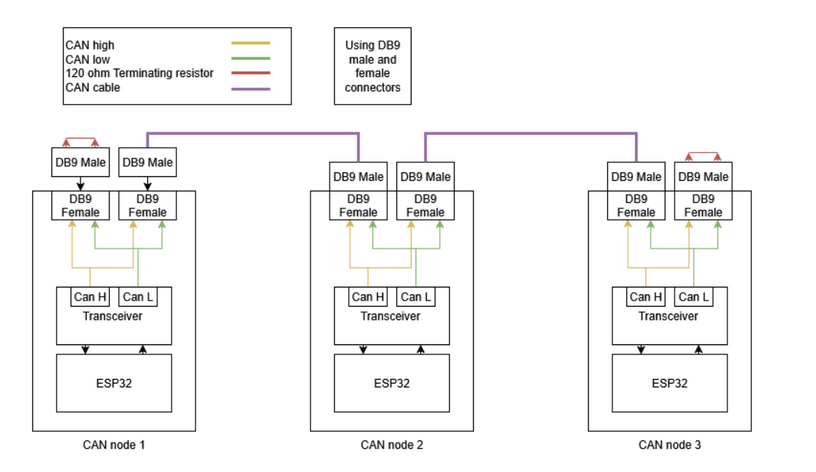 CAN high
CAN low
120 ohm Terminating resistor
CAN cable
Using DB9
male and
female
connectors
DB9 Male
DB9 Male
DB9
Female
DB9
Female
Can H
Can L
Transceiver
ESP32
CAN node 1
DB9 Male
DB9 Male
DB9
Female
DB9
Female
Can H
Can L
Transceiver
ESP32
CAN node 2
DB9 Male
DB9 Male
DB9
Female
DB9
Female
Can H
Can L
Transceiver
ESP32
CAN node 3